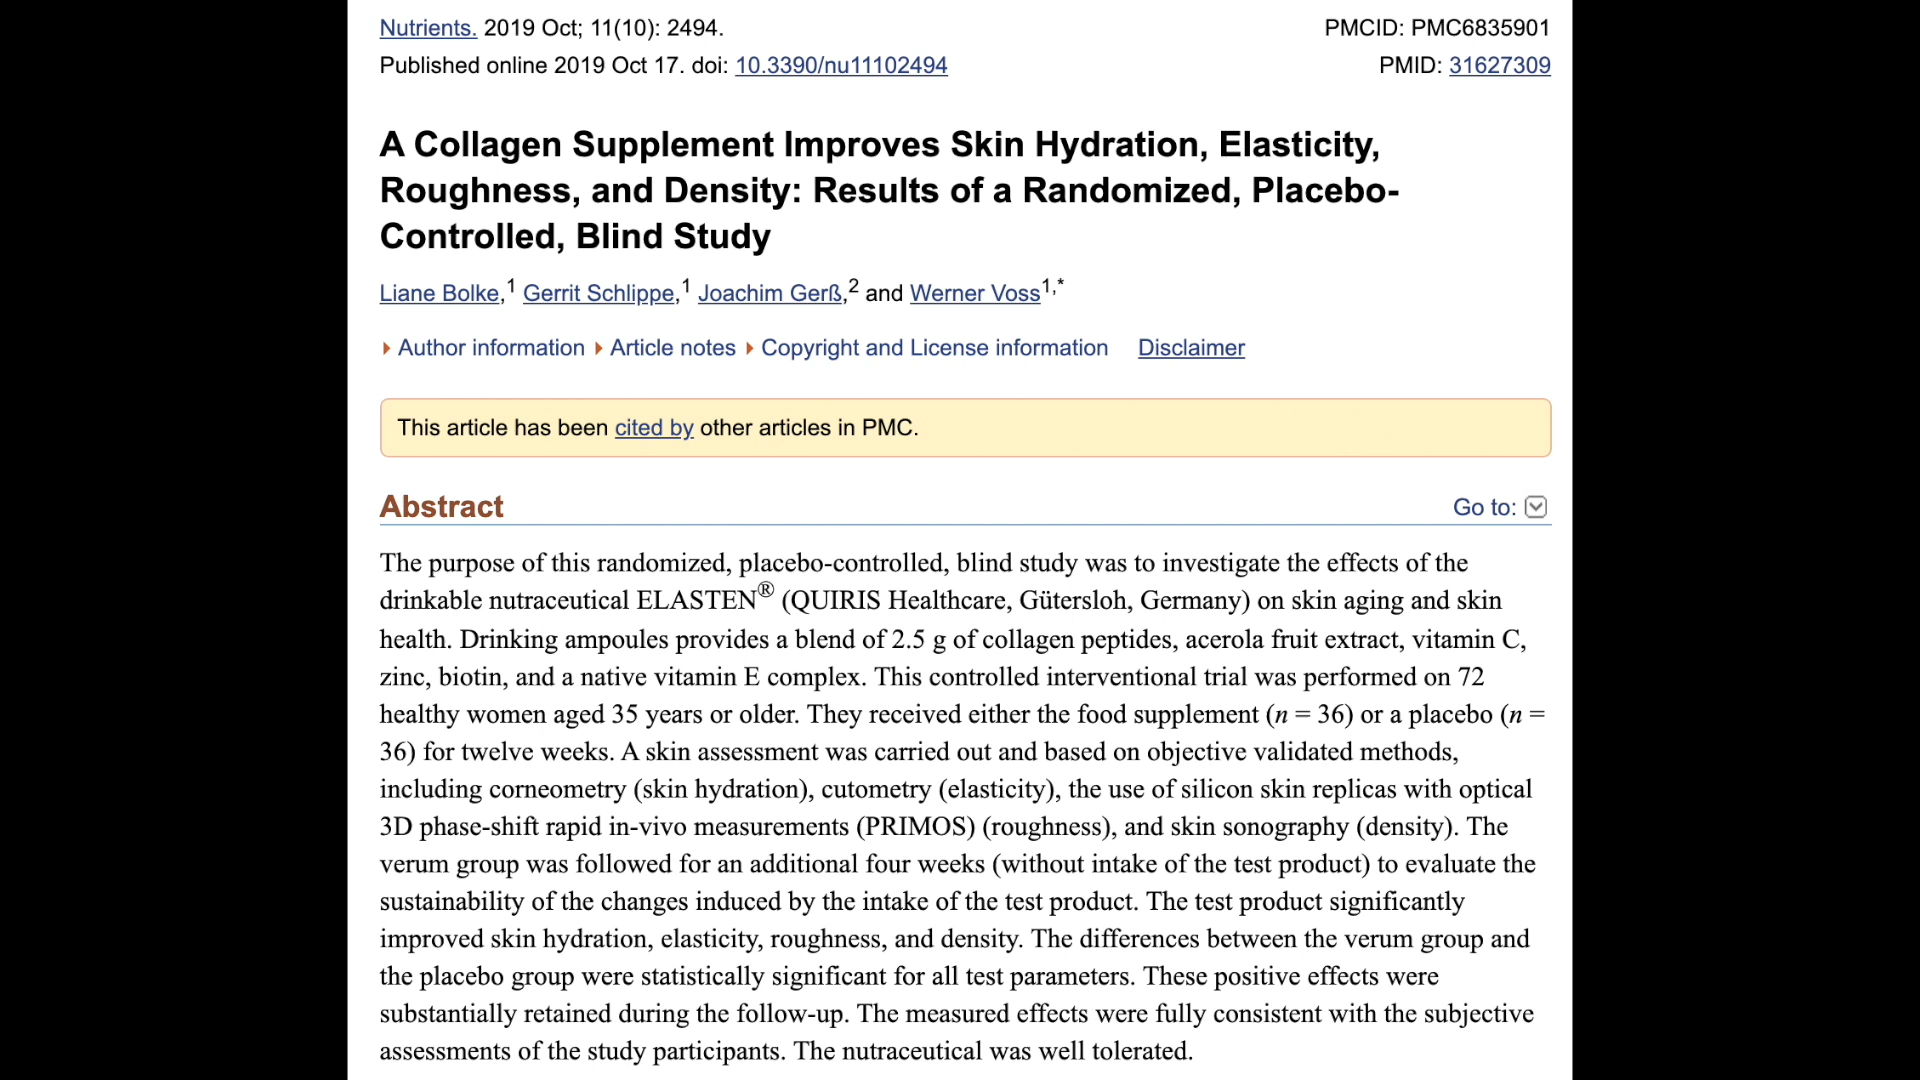 Nutrients. 2019 Oct; 11(10): 2494.
PMCID: PMC6835901
Published online 2019 Oct 17. doi: 10.3390/nu11102494
PMID: 31627309
A Collagen Supplement Improves Skin Hydration, Elasticity,
Roughness, and Density: Results of a Randomized, Placebo-
Controlled, Blind Study
Liane Bolke,1 Gerrit Schlippe,1 Joachim Gerß,2 and Werner Voss1,*
Author information Article notes Copyright and License information Disclaimer
This article has been cited by other articles in PMC.
Abstract
Go to:
The purpose of this randomized, placebo-controlled, blind study was to investigate the effects of the
drinkable nutraceutical ELASTEN® (QUIRIS Healthcare, Gütersloh, Germany) on skin aging and skin
health. Drinking ampoules provides a blend of 2.5 g of collagen peptides, acerola fruit extract, vitamin C,
zinc, biotin, and a native vitamin E complex. This controlled interventional trial was performed on 72
healthy women aged 35 years or older. They received either the food supplement (n = 36) or a placebo (n =
36) for twelve weeks. A skin assessment was carried out and based on objective validated methods,
including corneometry (skin hydration), cutometry (elasticity), the use of silicon skin replicas with optical
3D phase-shift rapid in-vivo measurements (PRIMOS) (roughness), and skin sonography (density). The
verum group was followed for an additional four weeks (without intake of the test product) to evaluate the
sustainability of the changes induced by the intake of the test product. The test product significantly
improved skin hydration, elasticity, roughness, and density. The differences between the verum group and
the placebo group were statistically significant for all test parameters. These positive effects were
substantially retained during the follow-up. The measured effects were fully consistent with the subjective
assessments of the study participants. The nutraceutical was well tolerated.